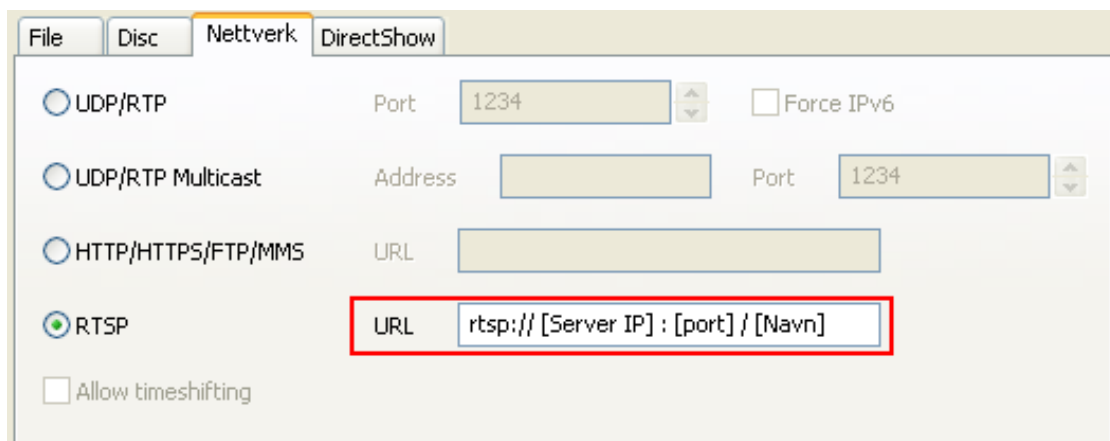 File Disc Nettverk DirectShow
UDP/RTP Port 1234 Force IPv6
UDP/RTP Multicast Address Port 1234
HTTP/HTTPS/FTP/MMS URL
RTSP URL rtsp:// [Server IP] : [port] / [Navn]
Allow timeshifting